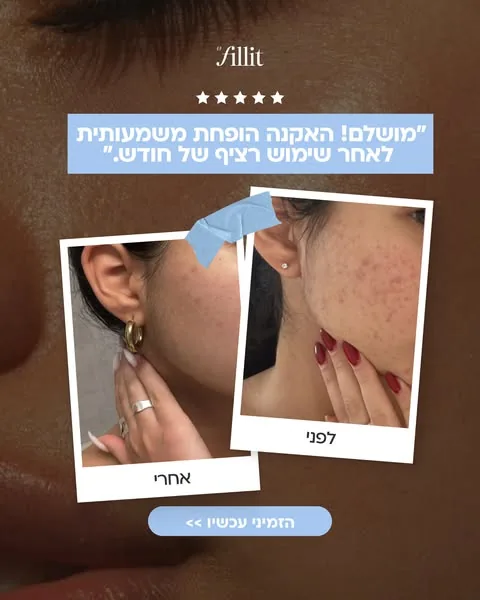 fillit
"מושלם! האקנה הופחת משמעותית
לאחר שימוש רציף של חודש."
לפני
אחרי
הזמיני עכשיו >>